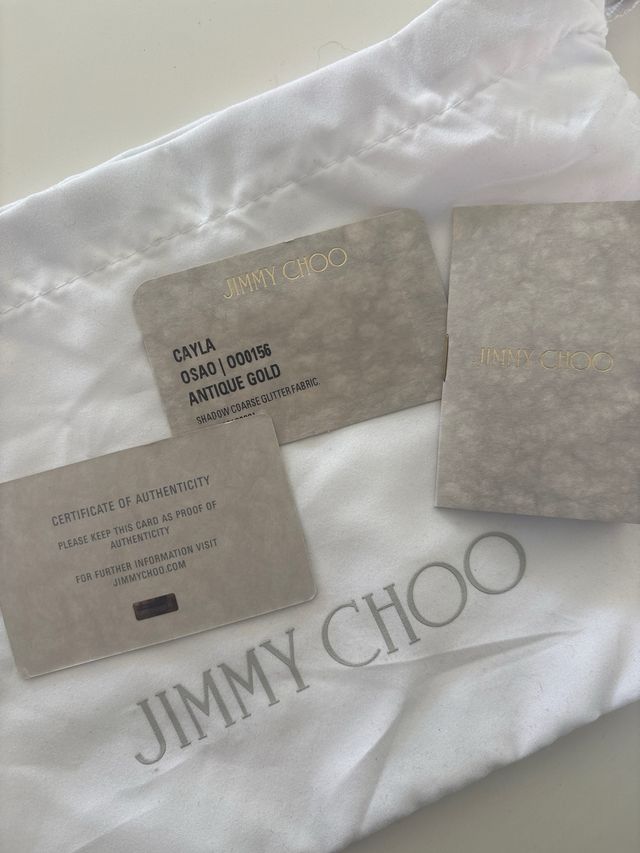 JIMMY CHOO
CAYLA
OSAO | 000156
ANTIQUE GOLD
SHADOW COARSE GLITTER FABRIC.
JIMMY CHOO
CERTIFICATE OF AUTHENTICITY
PLEASE KEEP THIS CARD AS PROOF OF
AUTHENTICITY
FOR FURTHER INFORMATION VISIT
JIMMYCHOO.COM
JIMMY CHOO